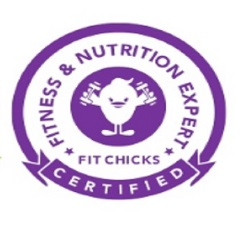 FITNESS & NUTRITION EXPERT
FIT CHICKS
CERTIFIED